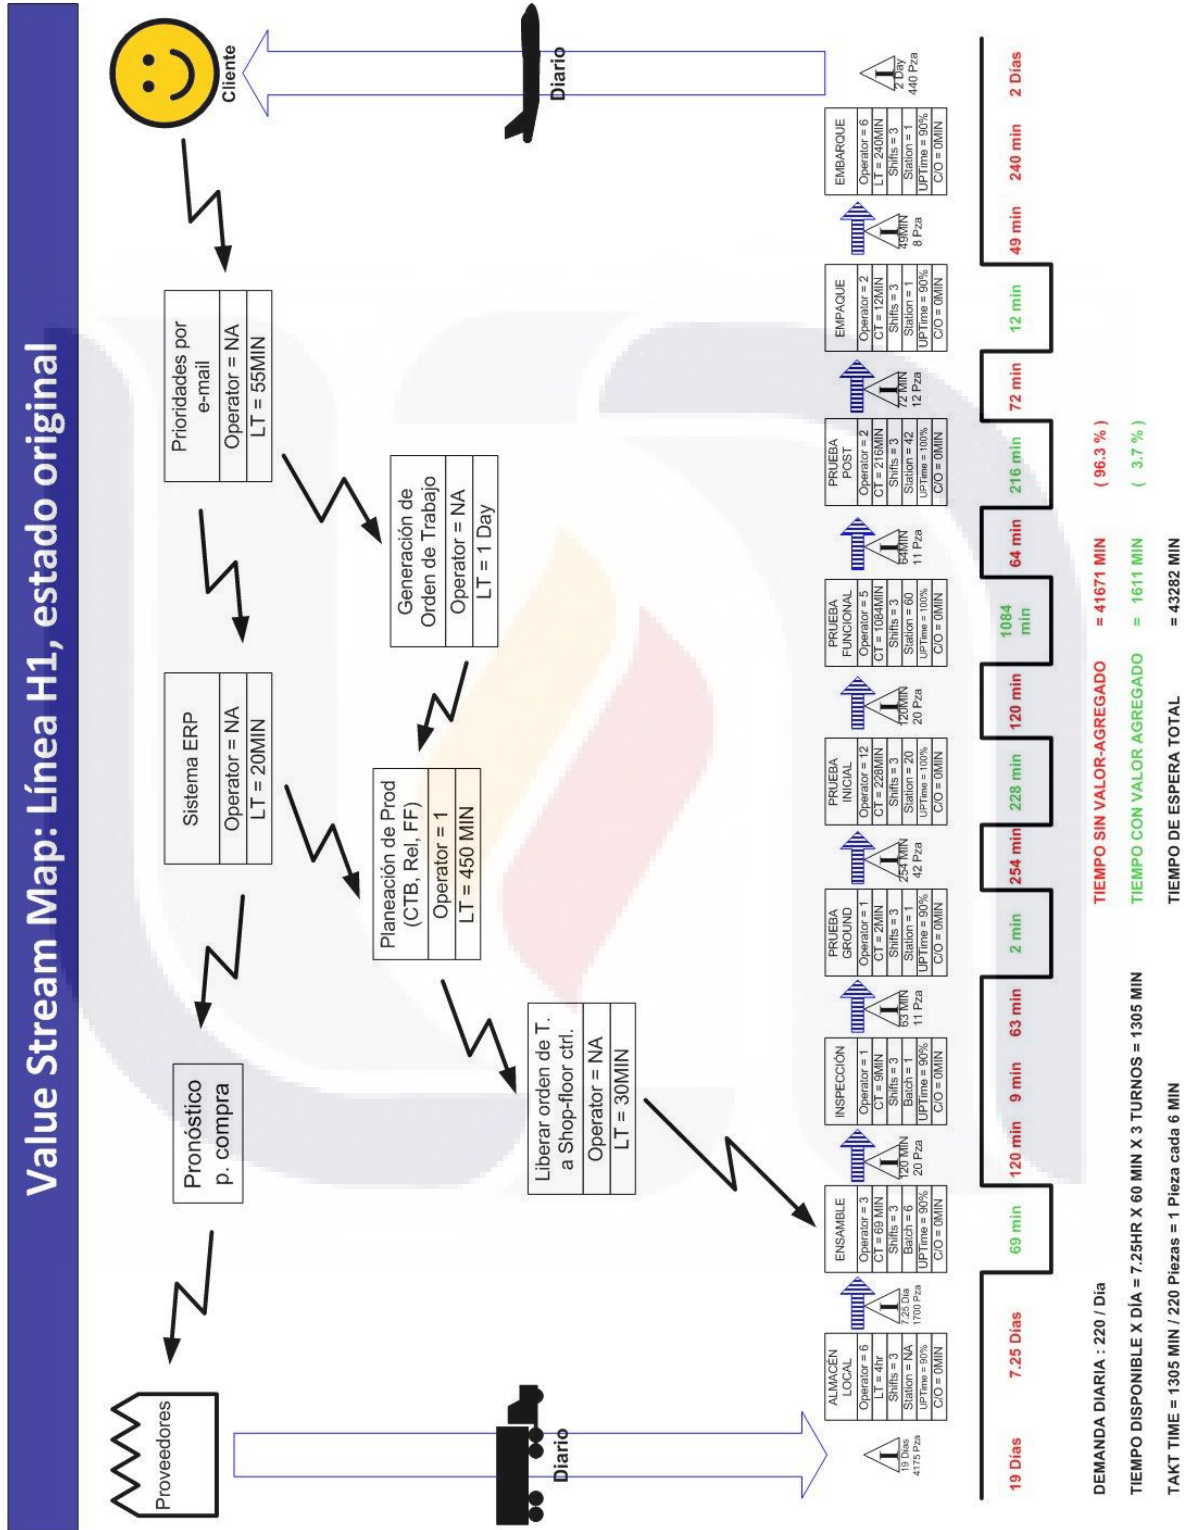 Value Stream Map: Línea H1, estado original
Proveedores
Pronóstico
p. compra
Sistema ERP
Operator = NA
LT = 20MIN
Prioridades por
e-mail
Operator = NA
LT = 55MIN
Cliente
Generación de
Orden de Trabajo
Operator = NA
LT = 1 Day
Planeación de Prod
(CTB, Rel, FF)
Operator = 1
LT = 450 MIN
Liberar orden de T.
a Shop-floor ctrl.
Operator = NA
LT = 30MIN
Diario
Diario
I
19 Dias
4175 Pza
ALMACÉN
LOCAL
Operator = 6
LT = 4hr
Shifts = 3
Station = NA
UPTime = 90%
C/O = 0MIN
I
7.25 Dia
1700 Pza
ENSAMBLE
Operator = 3
CT = 69 MIN
Shifts = 3
Batch = 6
UPTime = 90%
C/O = 0MIN
I
120 MIN
20 Pza
INSPECCIÓN
Operator = 1
CT = 9MIN
Shifts = 3
Batch = 1
UPTime = 90%
C/O = 0MIN
I
63 MIN
11 Pza
PRUEBA
GROUND
Operator = 1
CT = 2MIN
Shifts = 3
Station = 1
UPTime = 90%
C/O = 0MIN
I
254 MIN
42 Pza
PRUEBA
INICIAL
Operator = 12
CT = 228MIN
Shifts = 3
Station = 20
UPTime = 100%
C/O = 0MIN
I
120MIN
20 Pza
PRUEBA
FUNCIONAL
Operator = 5
CT = 1084MIN
Shifts = 3
Station = 60
UPTime = 100%
C/O = 0MIN
I
64MIN
11 Pza
PRUEBA
POST
Operator = 2
CT = 216MIN
Shifts = 3
Station = 42
UPTime = 100%
C/O = 0MIN
I
72 MIN
12 Pza
EMPAQUE
Operator = 2
CT = 12MIN
Shifts = 3
Station = 1
UPTime = 90%
C/O = 0MIN
I
49MIN
8 Pza
EMBARQUE
Operator = 6
LT = 240MIN
Shifts = 3
Station = 1
UPTime = 90%
C/O = 0MIN
I
2 Day
440 Pza
19 Dias
7.25 Dias
69 min
120 min
9 min
63 min
2 min
254 min
228 min
120 min
1084
min
64 min
216 min
72 min
12 min
49 min
240 min
2 Dias
DEMANDA DIARIA : 220 / Dia
TIEMPO DISPONIBLE X DÍA = 7.25HR X 60 MIN X 3 TURNOS = 1305 MIN
TAKT TIME = 1305 MIN / 220 Piezas = 1 Pieza cada 6 MIN
TIEMPO SIN VALOR-AGREGADO = 41671 MIN ( 96.3 % )
TIEMPO CON VALOR AGREGADO = 1611 MIN ( 3.7 % )
TIEMPO DE ESPERA TOTAL = 43282 MIN